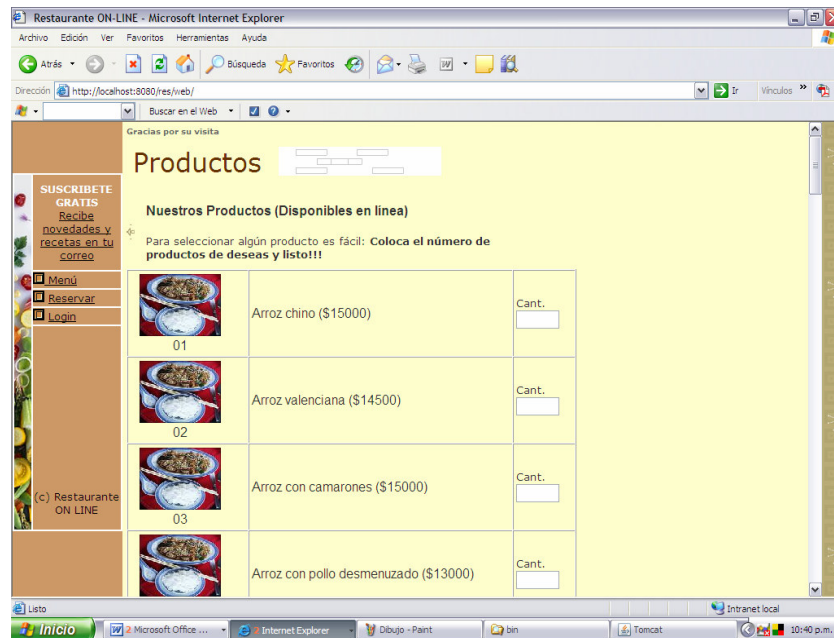 Restaurante ON-LINE - Microsoft Internet Explorer
Archivo Edición Ver Favoritos Herramientas Ayuda
Atrás Búsqueda Favoritos
Dirección http://localhost:8080/res/web/ Ir Vínculos »
Buscar en el Web
Gracias por su visita
Productos
SUSCRIBETE
GRATIS
Recibe
novedades y
recetas en tu
correo
Menú
Reservar
Login
(c) Restaurante
ON LINE
Nuestros Productos (Disponibles en linea)
Para seleccionar algún producto es fácil: Coloca el número de
productos de deseas y listo!!!
Arroz chino ($15000) Cant.
01
Arroz valenciana ($14500) Cant.
02
Arroz con camarones ($15000) Cant.
03
Arroz con pollo desmenuzado ($13000) Cant.
Listo Intranet local
Inicio 2 Microsoft Office ... 2 Internet Explorer Dibujo - Paint bin Tomcat 10:40 p.m.